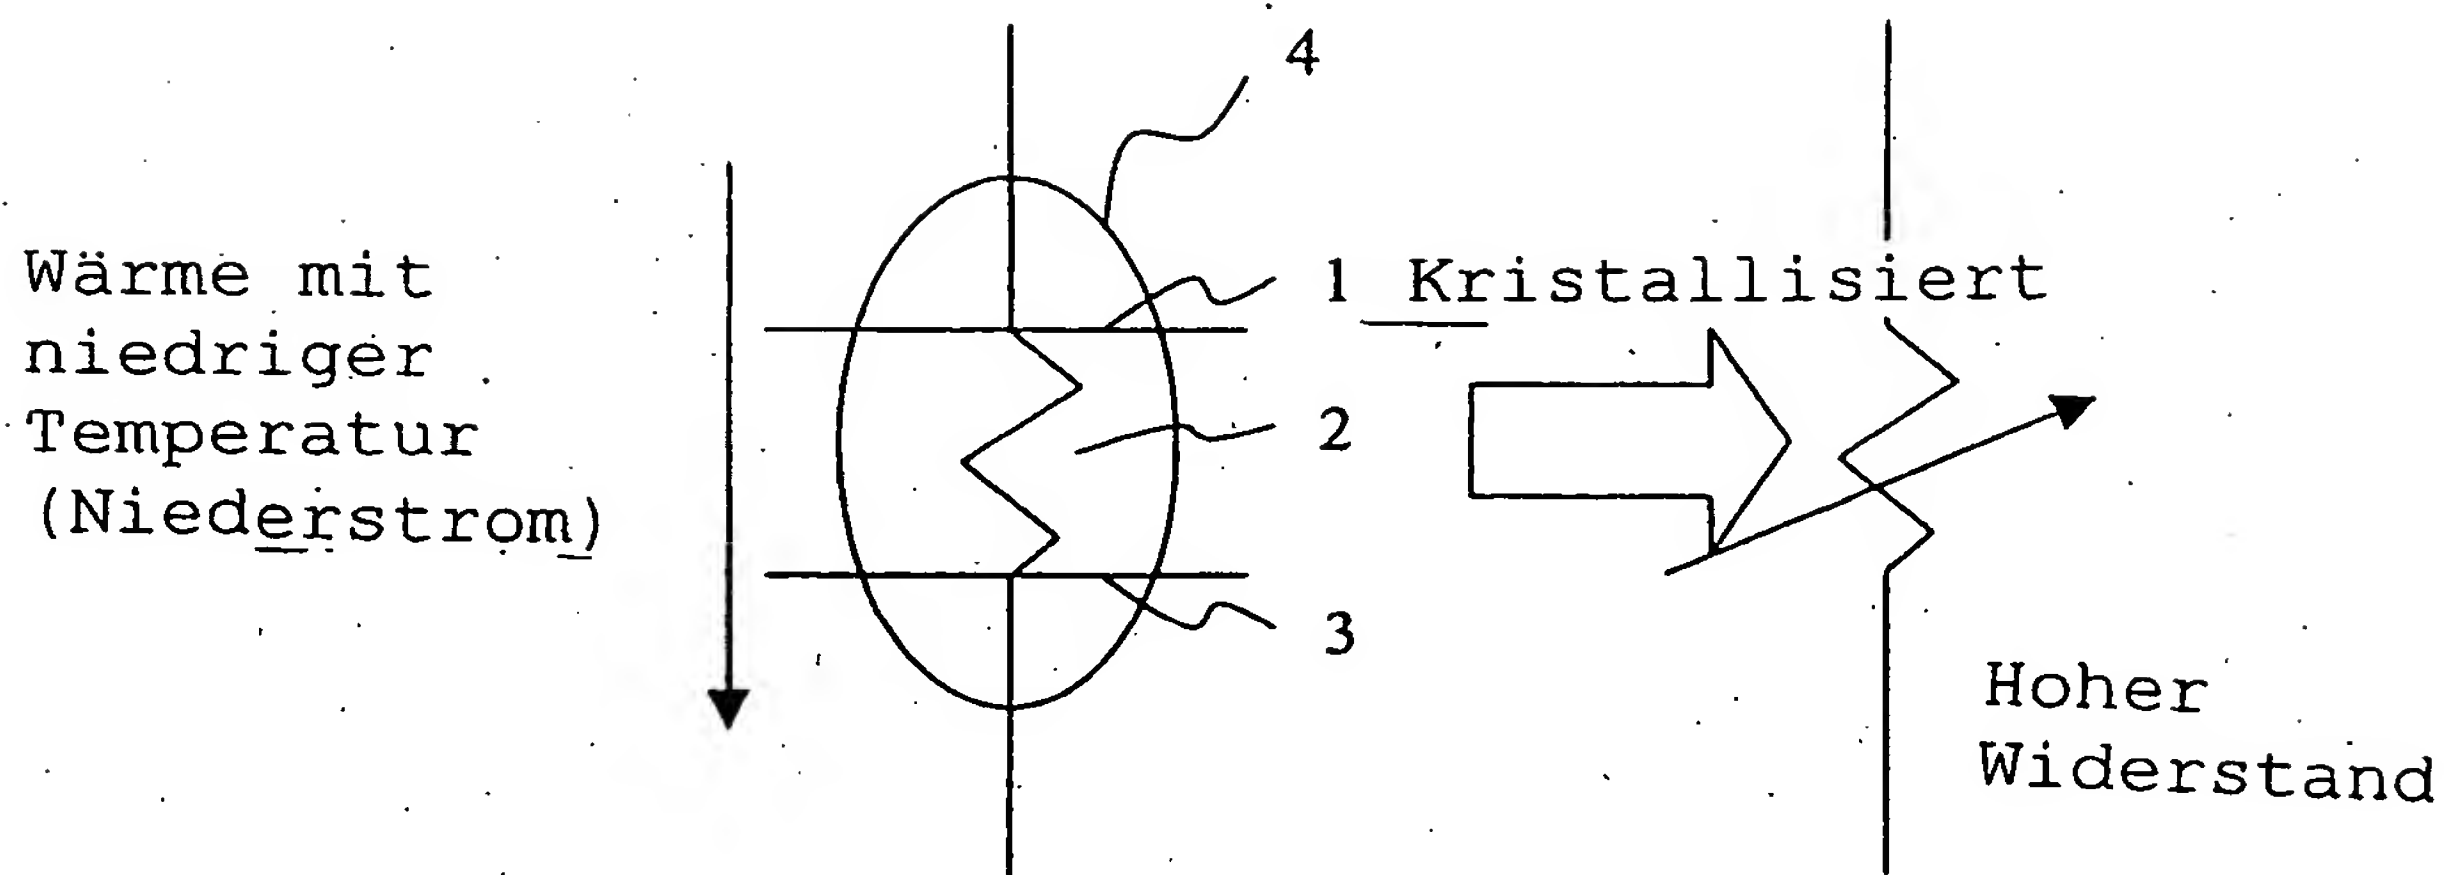 4
Wärme mit
niedriger
Temperatur
(Niederstrom)
1 Kristallisiert
2
3
Hoher
Widerstand